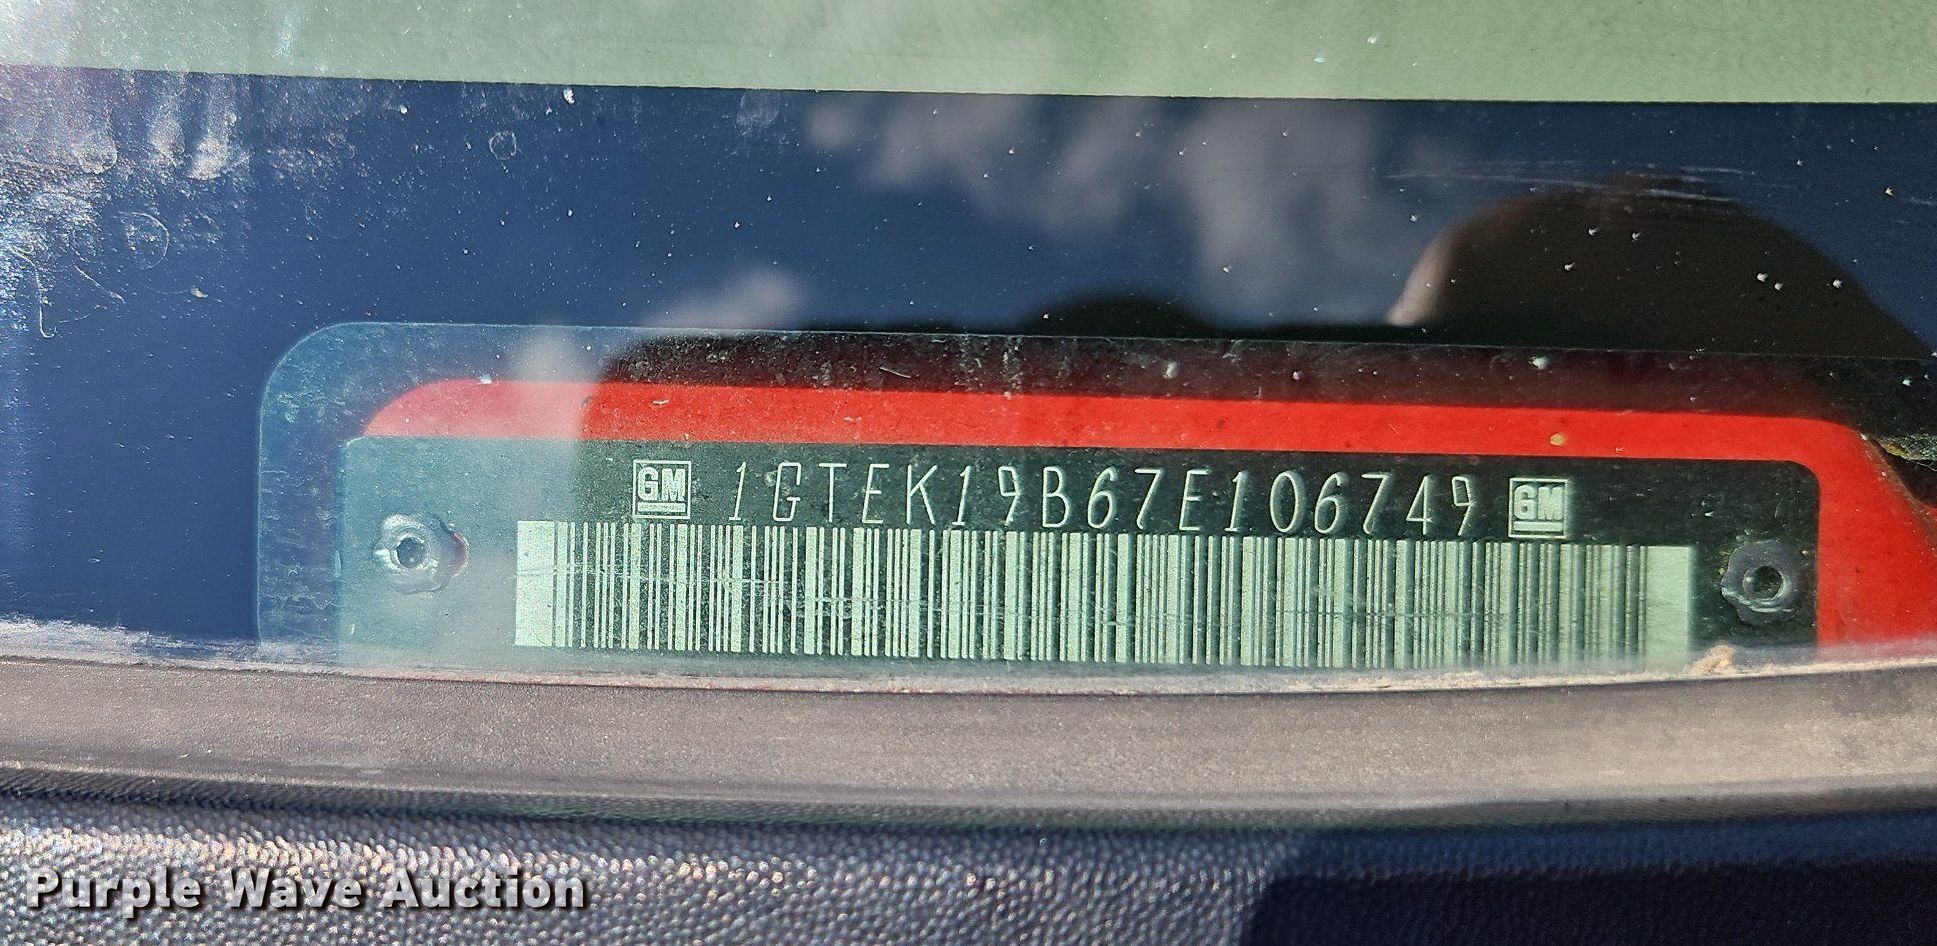 GM 1GTEK19B67E106749 GM
Purple Wave Auction